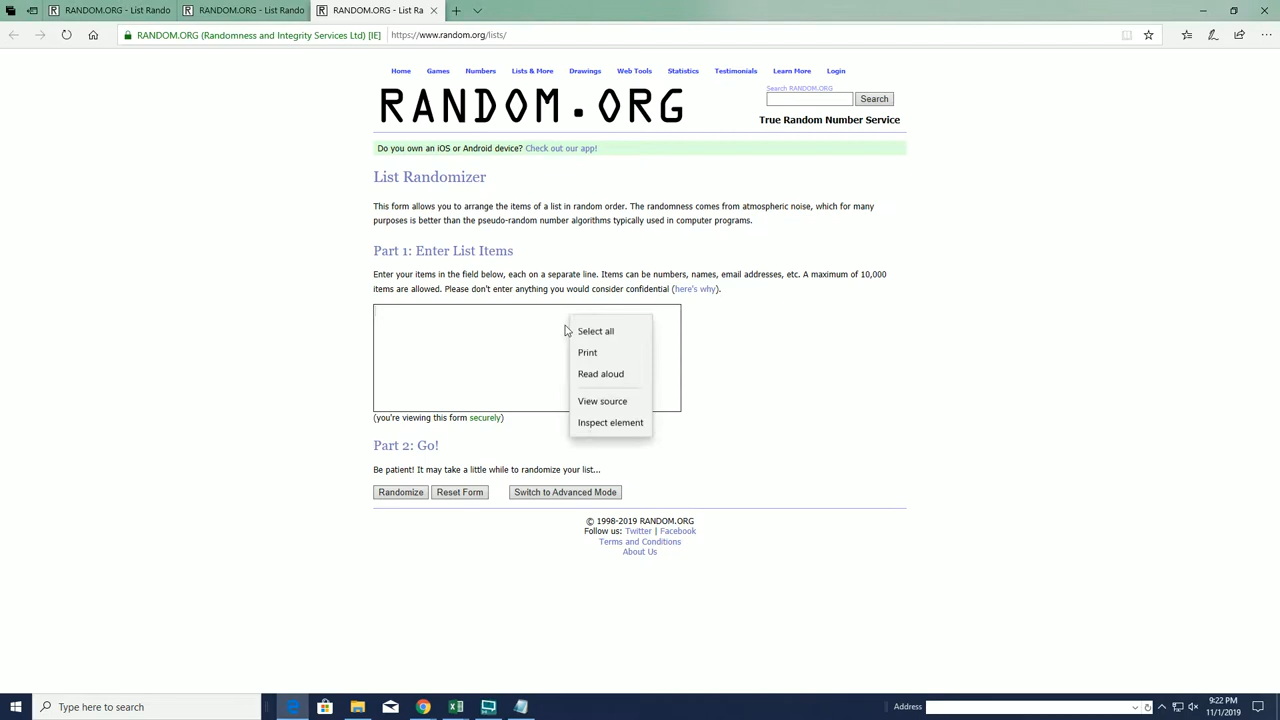 RANDOM.ORG - List Rando
RANDOM.ORG - List Rando
RANDOM.ORG - List Ra
RANDOM.ORG (Randomness and Integrity Services Ltd) [IE]
https://www.random.org/lists/
Home Games Numbers Lists & More Drawings Web Tools Statistics Testimonials Learn More Login
RANDOM.ORG
Search RANDOM.ORG
Search
True Random Number Service
Do you own an iOS or Android device? Check out our app!
List Randomizer
This form allows you to arrange the items of a list in random order. The randomness comes from atmospheric noise, which for many
purposes is better than the pseudo-random number algorithms typically used in computer programs.
Part 1: Enter List Items
Enter your items in the field below, each on a separate line. Items can be numbers, names, email addresses, etc. A maximum of 10,000
items are allowed. Please don't enter anything you would consider confidential (here's why).
Select all
Print
Read aloud
View source
Inspect element
(you're viewing this form securely)
Part 2: Go!
Be patient! It may take a little while to randomize your list...
Randomize Reset Form Switch to Advanced Mode
© 1998-2019 RANDOM.ORG
Follow us: Twitter | Facebook
Terms and Conditions
About Us
Type here to search
Address
9:22 PM
11/1/2019